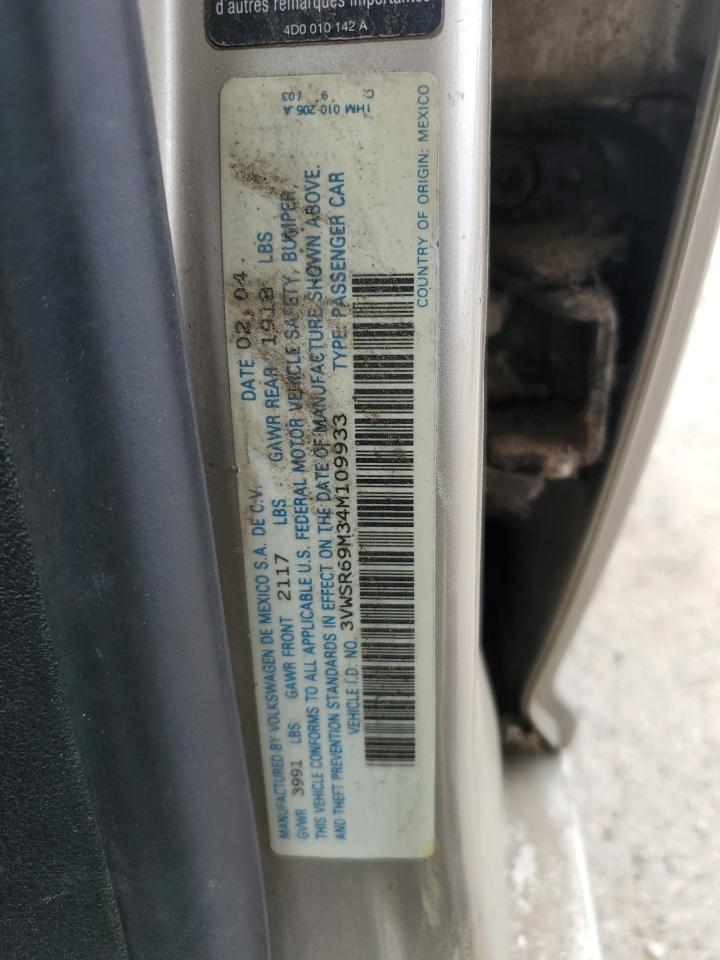 d'autres remarques importantes
4D0 010 142 A
MANUFACTURED BY VOLKSWAGEN DE MEXICO S.A. DE C.V. DATE 02.04
GVWR 3991 LBS GAWR FRONT 2117 LBS GAWR REAR 1918 LBS
THIS VEHICLE CONFORMS TO ALL APPLICABLE U.S. FEDERAL MOTOR VEHICLE SAFETY, BUMPER
AND THEFT PREVENTION STANDARDS IN EFFECT ON THE DATE OF MANUFACTURE SHOWN ABOVE.
VEHICLE I.D. NO. 3VWSR69M34M109933 TYPE: PASSENGER CAR
COUNTRY OF ORIGIN: MEXICO
1HM 010 205 A
9 / 03